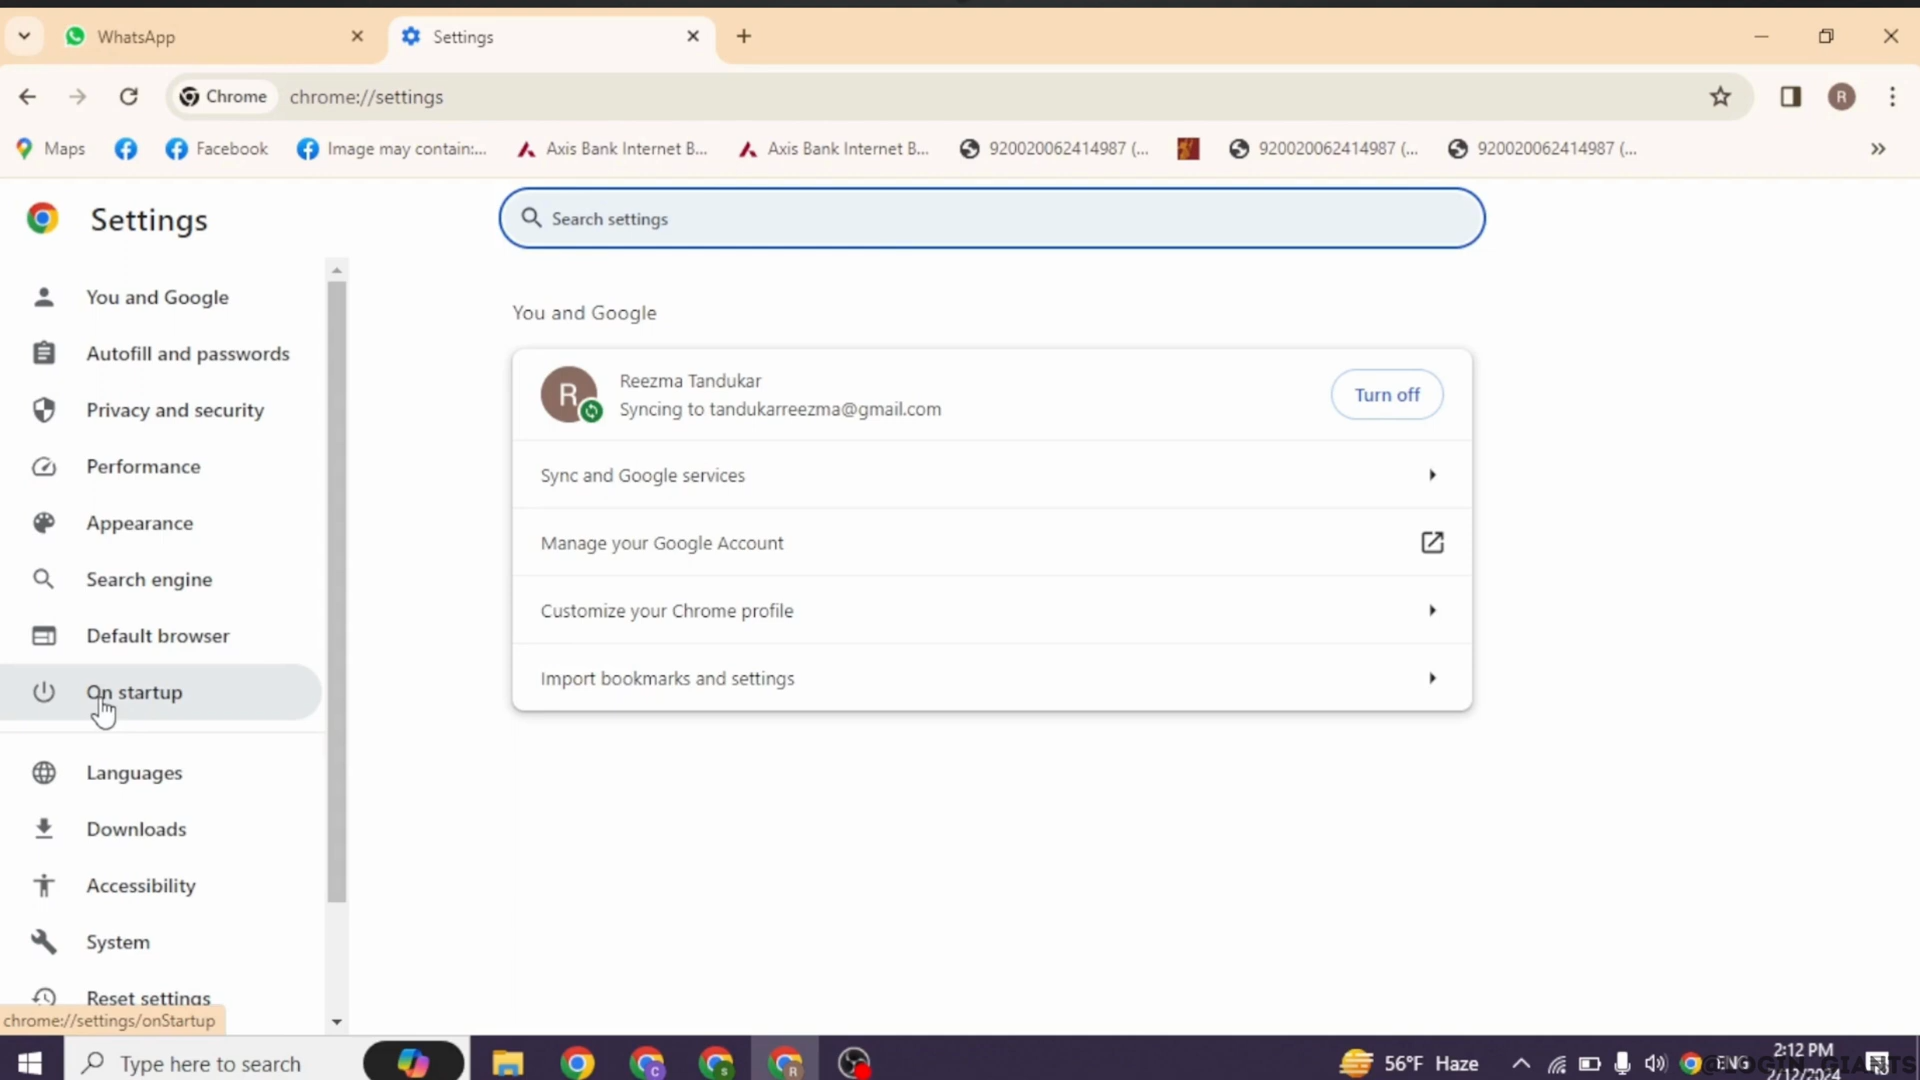 WhatsApp
Settings
Chrome
chrome://settings
Maps
Facebook
Image may contain:...
Axis Bank Internet B...
Axis Bank Internet B...
920020062414987 (...
920020062414987 (...
920020062414987 (...
Settings
Search settings
You and Google
Autofill and passwords
Privacy and security
Performance
Appearance
Search engine
Default browser
On startup
Languages
Downloads
Accessibility
System
Reset settings
chrome://settings/onStartup
You and Google
R
Reezma Tandukar
Syncing to tandukarreezma@gmail.com
Turn off
Sync and Google services
Manage your Google Account
Customize your Chrome profile
Import bookmarks and settings
Type here to search
56°F Haze
ENG
2:12 PM
2/12/2024
@LOGIN_GIANTS